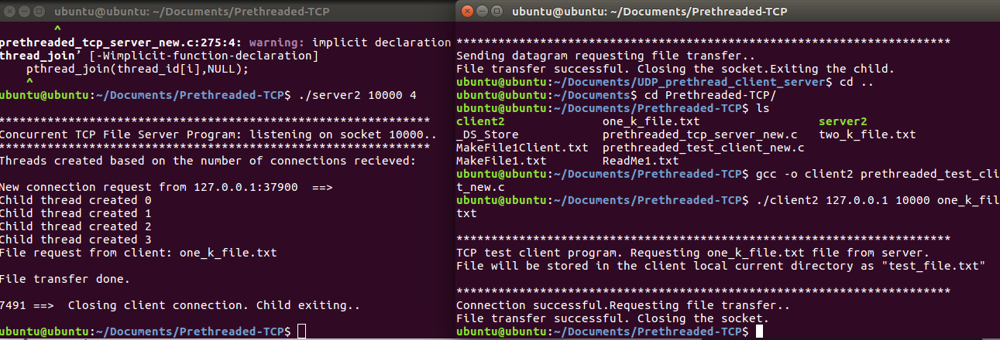 ubuntu@ubuntu: ~/Documents/Prethreaded-TCP
^
prethreaded_tcp_server_new.c:275:4: warning: implicit declaration
thread_join’ [-Wimplicit-function-declaration]
pthread_join(thread_id[i],NULL);
^
ubuntu@ubuntu:~/Documents/Prethreaded-TCP$ ./server2 10000 4
**************************************************************
Concurrent TCP File Server Program: listening on socket 10000..
**************************************************************
Threads created based on the number of connections recieved:
New connection request from 127.0.0.1:37900 ==>
Child thread created 0
Child thread created 1
Child thread created 2
Child thread created 3
File request from client: one_k_file.txt
File transfer done.
7491 ==> Closing client connection. Child exiting..
ubuntu@ubuntu:~/Documents/Prethreaded-TCP$
ubuntu@ubuntu: ~/Documents/Prethreaded-TCP
***********************************************************************
Sending datagram requesting file transfer..
File transfer successful. Closing the socket.Exiting the child.
ubuntu@ubuntu:~/Documents/UDP_prethread_client_server$ cd ..
ubuntu@ubuntu:~/Documents$ cd Prethreaded-TCP/
ubuntu@ubuntu:~/Documents/Prethreaded-TCP$ ls
client2 one_k_file.txt server2
_DS_Store prethreaded_tcp_server_new.c two_k_file.txt
MakeFile1Client.txt prethreaded_test_client_new.c
MakeFile1.txt ReadMe1.txt
ubuntu@ubuntu:~/Documents/Prethreaded-TCP$ gcc -o client2 prethreaded_test_cli
t_new.c
ubuntu@ubuntu:~/Documents/Prethreaded-TCP$ ./client2 127.0.0.1 10000 one_k_fil
txt
***********************************************************************
TCP test client program. Requesting one_k_file.txt file from server.
File will be stored in the client local current directory as "test_file.txt"
***********************************************************************
Connection successful.Requesting file transfer..
File transfer successful. Closing the socket.
ubuntu@ubuntu:~/Documents/Prethreaded-TCP$